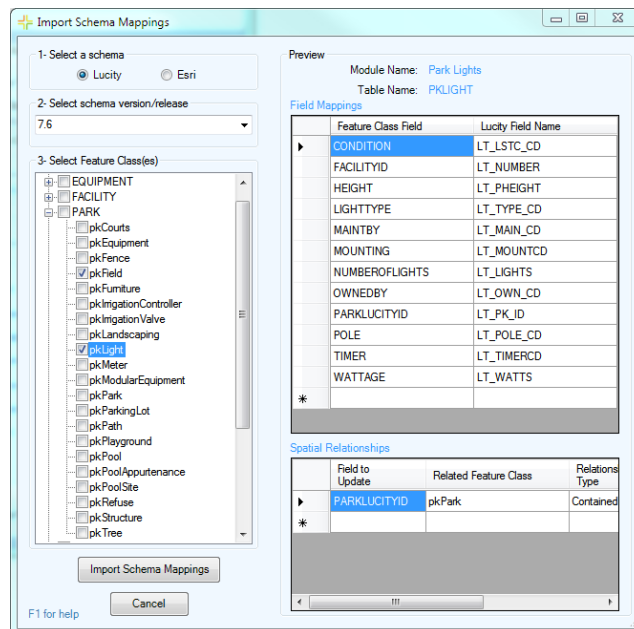 Import Schema Mappings
1- Select a schema
Lucity Esri
2- Select schema version/release
7.6
3- Select Feature Class(es)
EQUIPMENT
FACILITY
PARK
pkCourts
pkEquipment
pkFence
pkField
pkFurniture
pkIrrigationController
pkIrrigationValve
pkLandscaping
pkLight
pkMeter
pkModularEquipment
pkPark
pkParkingLot
pkPath
pkPlayground
pkPool
pkPoolAppurtenance
pkPoolSite
pkRefuse
pkStructure
pkTree
Import Schema Mappings
Cancel
F1 for help
Preview
Module Name: Park Lights
Table Name: PKLIGHT
Field Mappings
Feature Class Field Lucity Field Name
CONDITION LT_LSTC_CD
FACILITYID LT_NUMBER
HEIGHT LT_PHEIGHT
LIGHTTYPE LT_TYPE_CD
MAINTBY LT_MAIN_CD
MOUNTING LT_MOUNTCD
NUMBEROFLIGHTS LT_LIGHTS
OWNEDBY LT_OWN_CD
PARKLUCITYID LT_PK_ID
POLE LT_POLE_CD
TIMER LT_TIMERCD
WATTAGE LT_WATTS
Spatial Relationships
Field to
Update Related Feature Class Relations
Type
PARKLUCITYID pkPark Contained